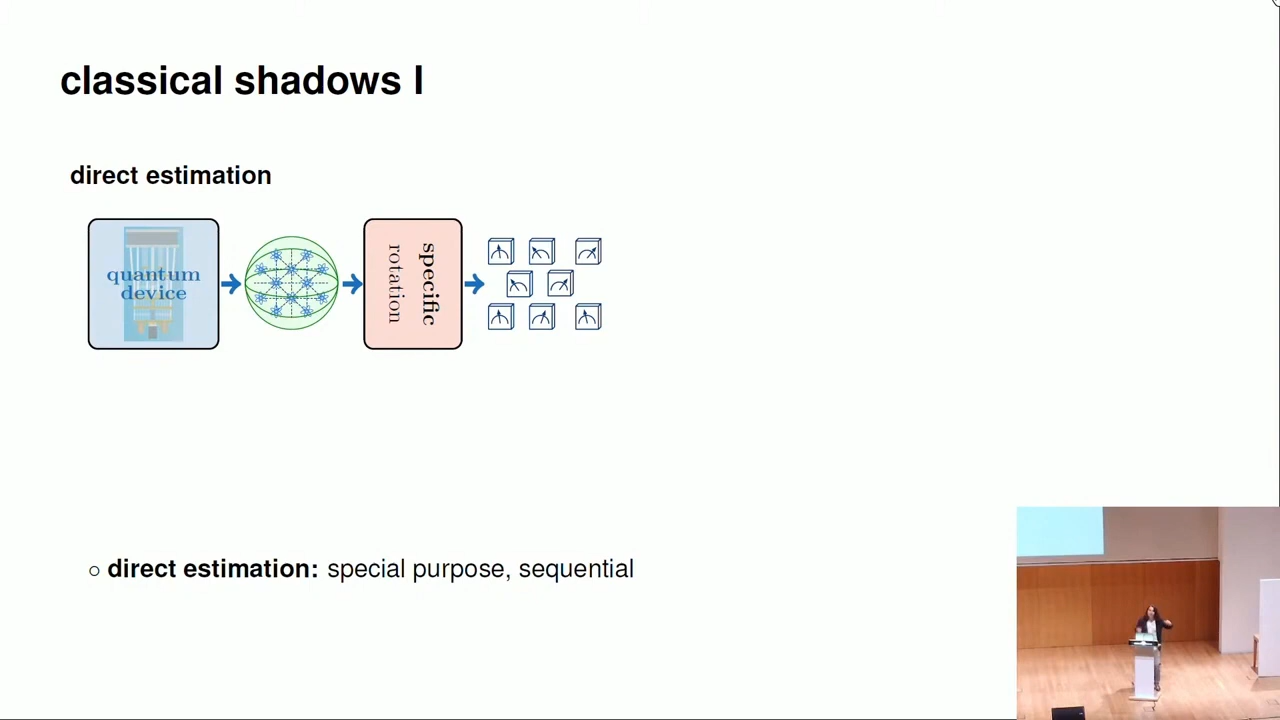 classical shadows I
direct estimation
quantum
device
specific
rotation
○ direct estimation: special purpose, sequential